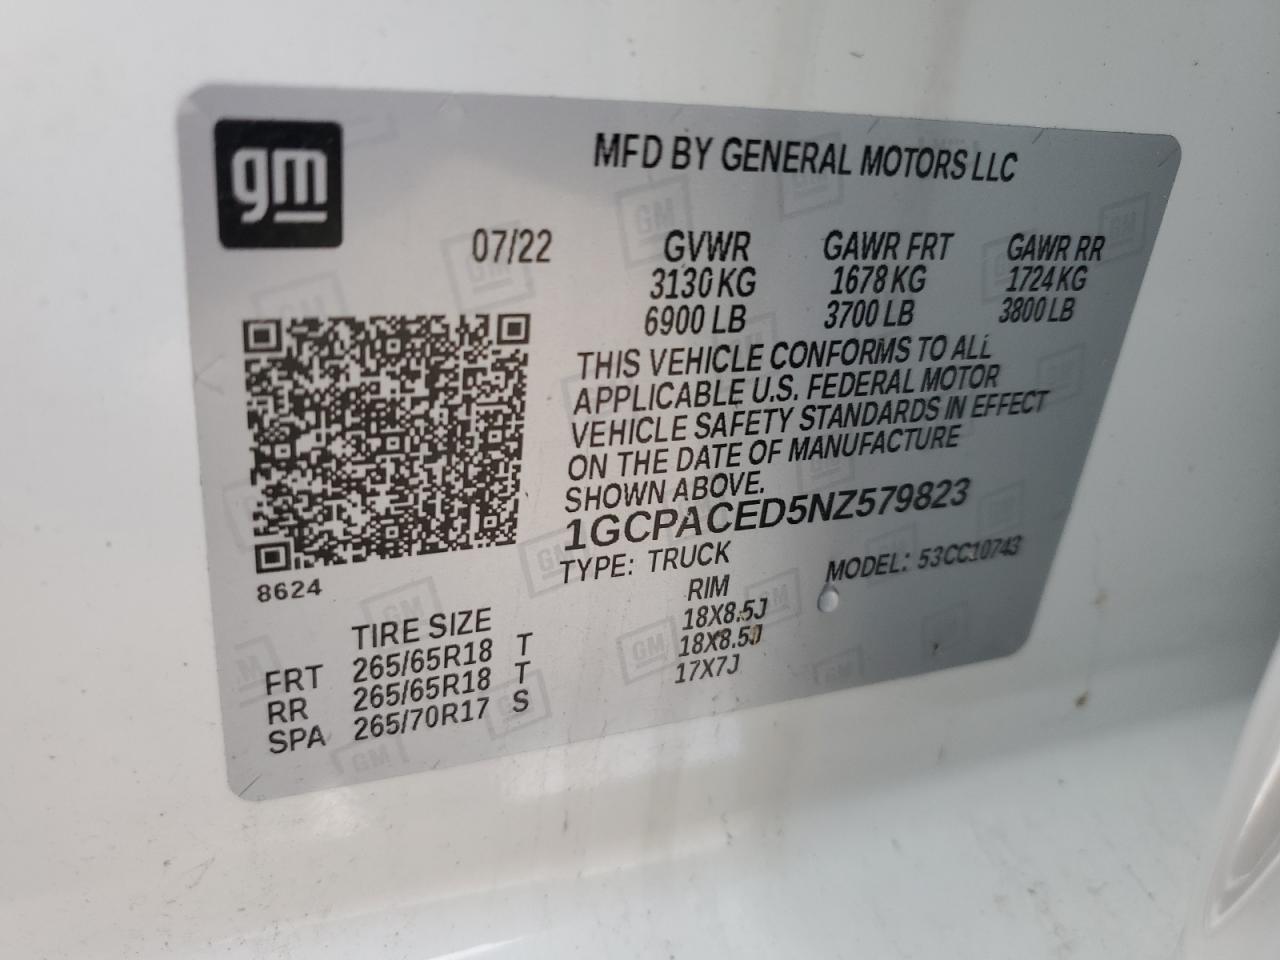 gm
MFD BY GENERAL MOTORS LLC
07/22 GVWR GAWR FRT GAWR RR
3130 KG 1678 KG 1724 KG
6900 LB 3700 LB 3800 LB
THIS VEHICLE CONFORMS TO ALL
APPLICABLE U.S. FEDERAL MOTOR
VEHICLE SAFETY STANDARDS IN EFFECT
ON THE DATE OF MANUFACTURE
SHOWN ABOVE.
1GCPACED5NZ579823
TYPE: TRUCK MODEL: 53CC10743
8624
TIRE SIZE RIM
FRT 265/65R18 T 18X8.5J
RR 265/65R18 T 18X8.5J
SPA 265/70R17 S 17X7J